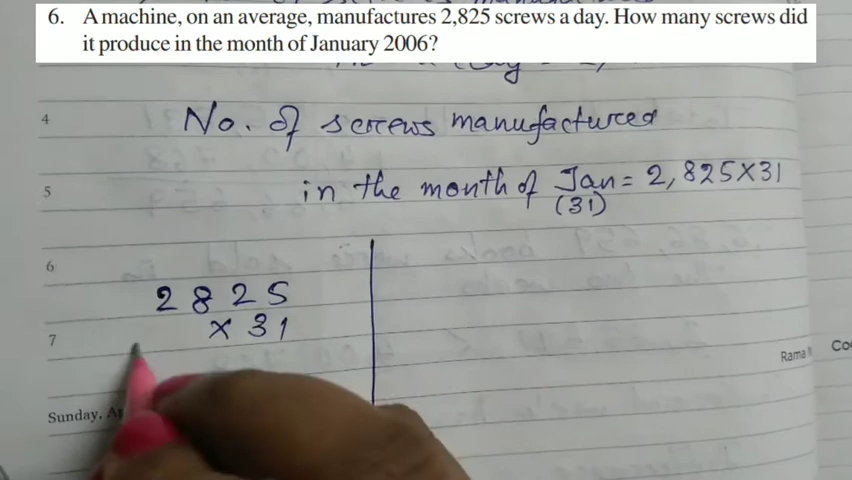 6. A machine, on an average, manufactures 2,825 screws a day. How many screws did
it produce in the month of January 2006?
4
No. of screws manufactured
in the month of Jan = 2,825×31
5
(31)
6
2825
×31
7
Rama
Sunday,